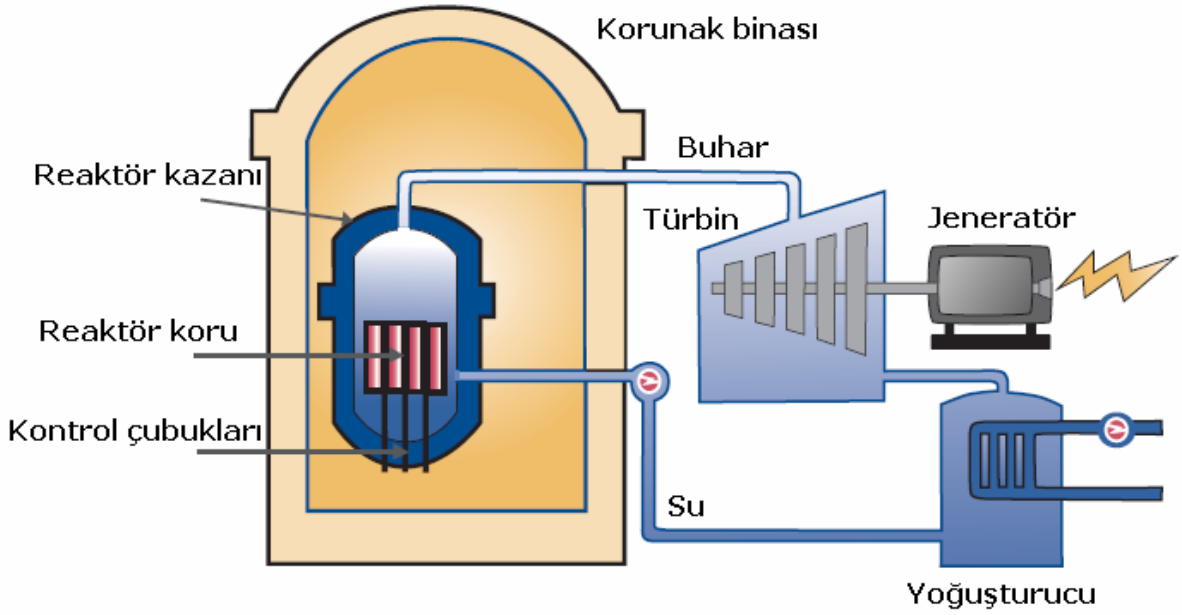 Korunak binası
Buhar
Reaktör kazanı
Türbin
Jeneratör
Reaktör koru
Kontrol çubukları
Su
Yoğuşturucu